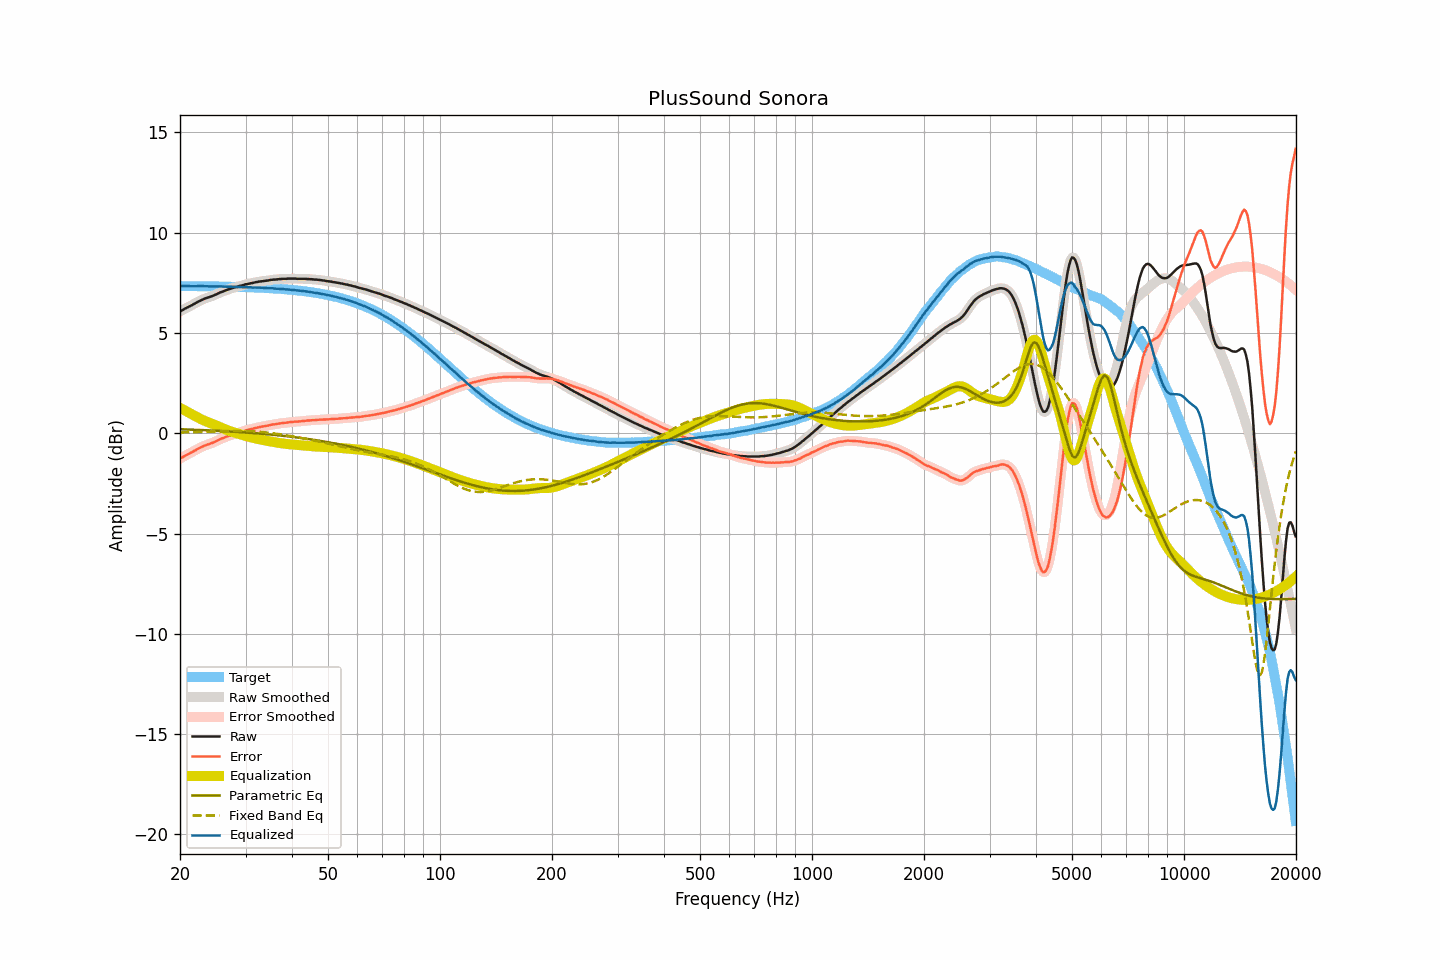 PlusSound Sonora
Amplitude (dBr)
15
10
5
0
−5
−10
−15
−20
Target
Raw Smoothed
Error Smoothed
Raw
Error
Equalization
Parametric Eq
Fixed Band Eq
Equalized
20 50 100 200 500 1000 2000 5000 10000 20000
Frequency (Hz)